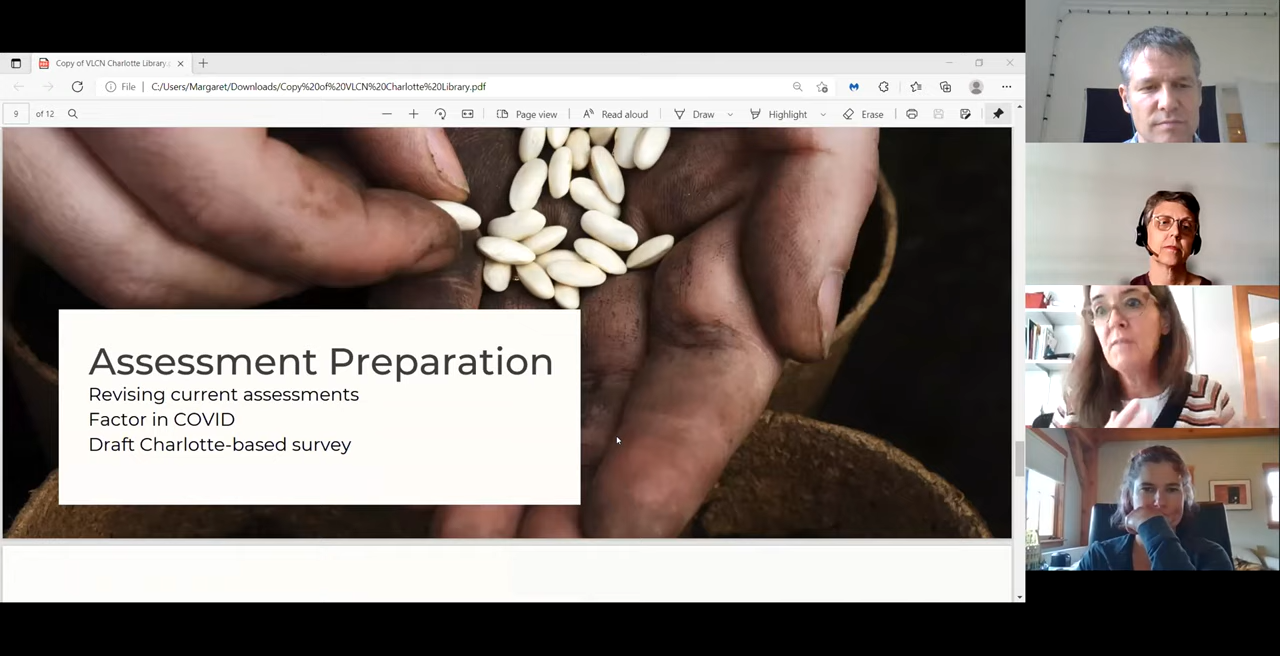 Copy of VLCN Charlotte Library.
File
C:/Users/Margaret/Downloads/Copy%20of%20VLCN%20Charlotte%20Library.pdf
9 of 12
Page view
Read aloud
Draw
Highlight
Erase
Assessment Preparation
Revising current assessments
Factor in COVID
Draft Charlotte-based survey